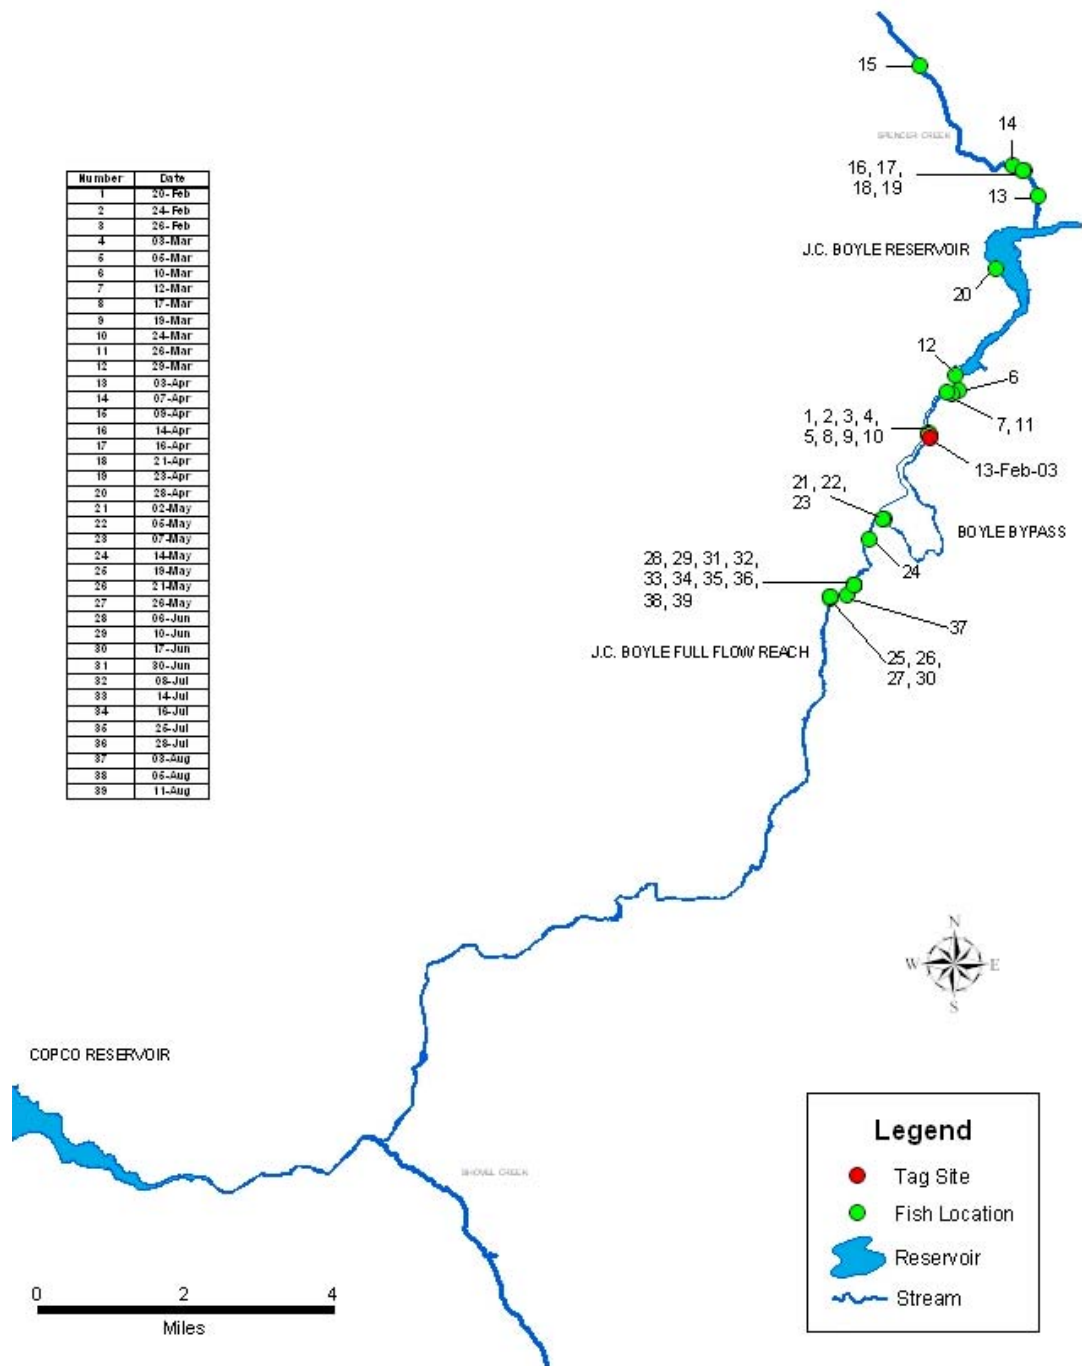 15
SPENCER CREEK
14
16, 17,
18, 19
13
J.C. BOYLE RESERVOIR
20
12
6
7, 11
1, 2, 3, 4,
5, 8, 9, 10
13-Feb-03
21, 22,
23
BOYLE BYPASS
24
28, 29, 31, 32,
33, 34, 35, 36,
38, 39
37
J.C. BOYLE FULL FLOW REACH
25, 26,
27, 30
Number Date
1 20-Feb
2 24-Feb
3 26-Feb
4 03-Mar
5 05-Mar
6 10-Mar
7 12-Mar
8 17-Mar
9 19-Mar
10 24-Mar
11 26-Mar
12 29-Mar
13 03-Apr
14 07-Apr
15 09-Apr
16 14-Apr
17 16-Apr
18 21-Apr
19 23-Apr
20 28-Apr
21 02-May
22 05-May
23 07-May
24 14-May
25 19-May
26 21-May
27 26-May
28 06-Jun
29 10-Jun
30 17-Jun
31 30-Jun
32 08-Jul
33 14-Jul
34 16-Jul
35 25-Jul
36 28-Jul
37 03-Aug
38 05-Aug
39 11-Aug
N
W E
S
COPCO RESERVOIR
SHOVEL CREEK
Legend
Tag Site
Fish Location
Reservoir
Stream
0 2 4
Miles